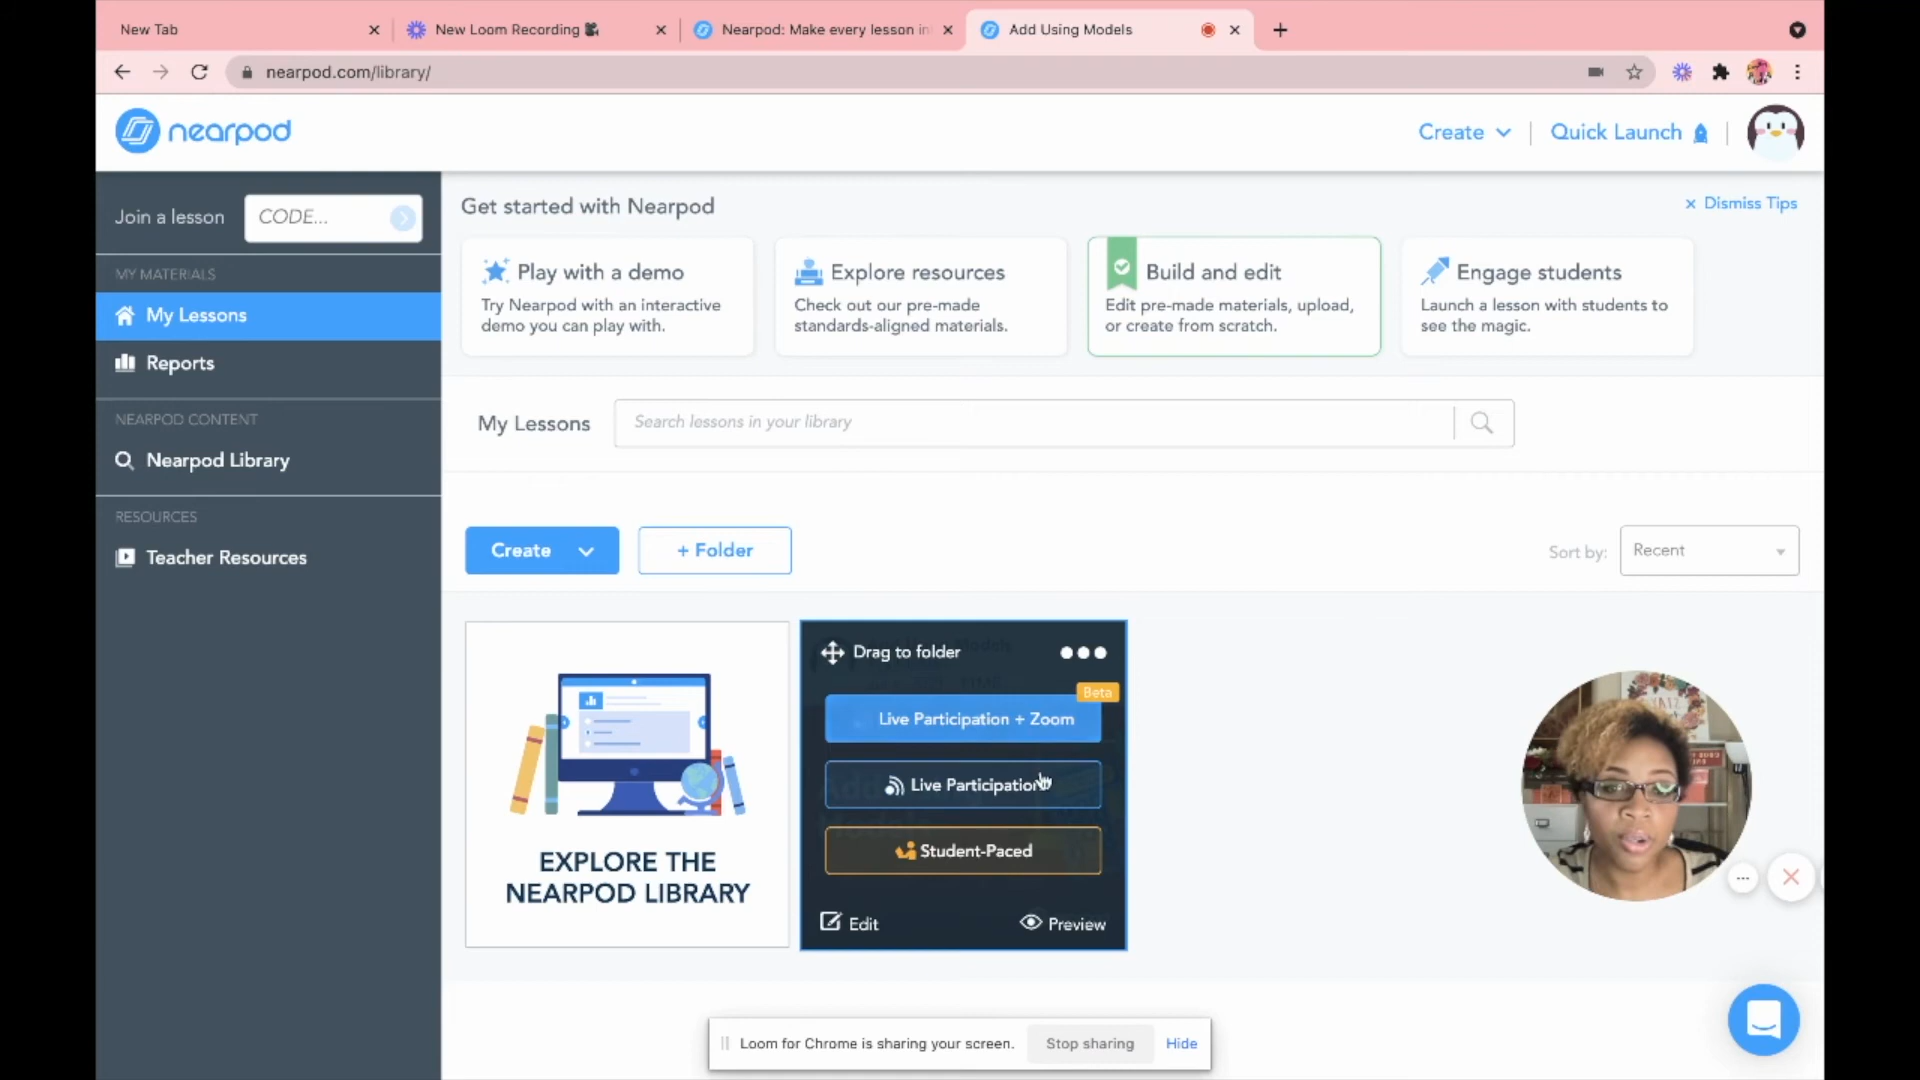 New Tab
New Loom Recording
Nearpod: Make every lesson in
Add Using Models
nearpod.com/library/
nearpod
Create
Quick Launch
Join a lesson
CODE...
Get started with Nearpod
× Dismiss Tips
Play with a demo
Try Nearpod with an interactive
demo you can play with.
Explore resources
Check out our pre-made
standards-aligned materials.
Build and edit
Edit pre-made materials, upload,
or create from scratch.
Engage students
Launch a lesson with students to
see the magic.
MY MATERIALS
My Lessons
Reports
NEARPOD CONTENT
Nearpod Library
RESOURCES
Teacher Resources
My Lessons
Search lessons in your library
Create
+ Folder
Sort by:
Recent
EXPLORE THE
NEARPOD LIBRARY
Drag to folder
Beta
Live Participation + Zoom
Live Participation
Student-Paced
Edit
Preview
Loom for Chrome is sharing your screen.
Stop sharing
Hide